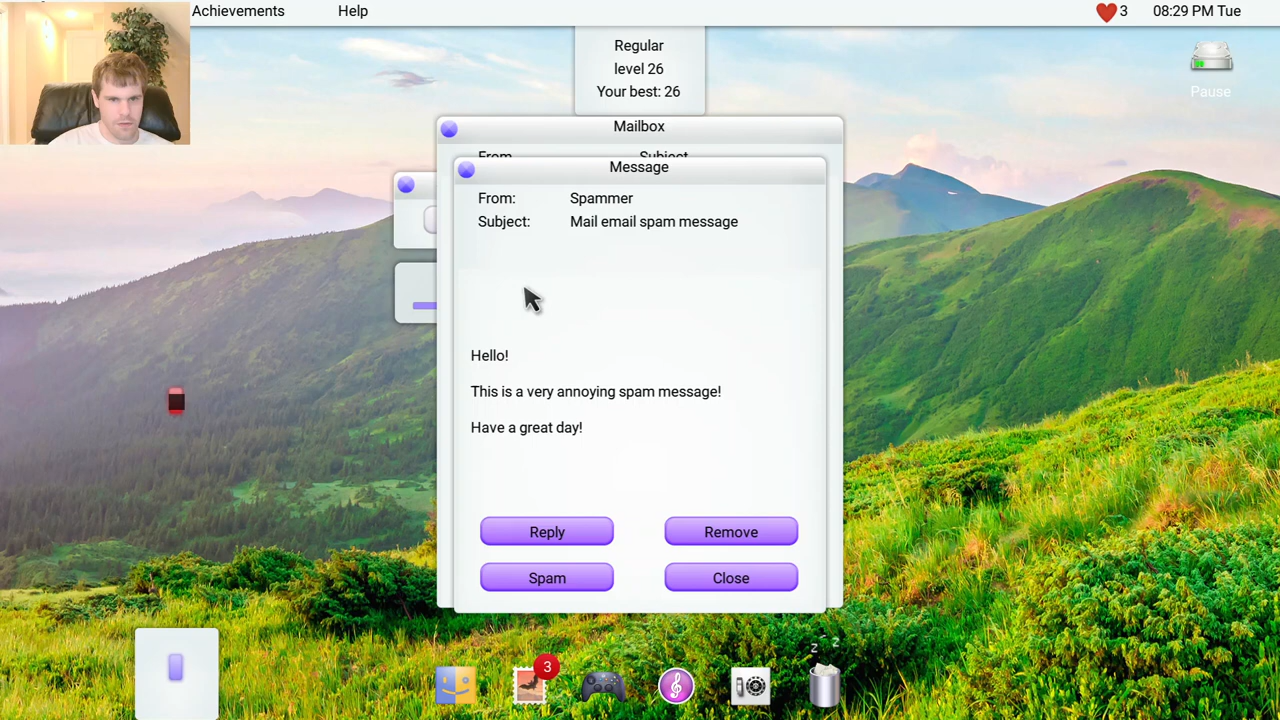 Achievements Help 3 08:29 PM Tue
Regular
level 26
Your best: 26
Pause
Mailbox
From Subject
Message
From: Spammer
Subject: Mail email spam message
Hello!
This is a very annoying spam message!
Have a great day!
Reply Remove
Spam Close
z z z
3